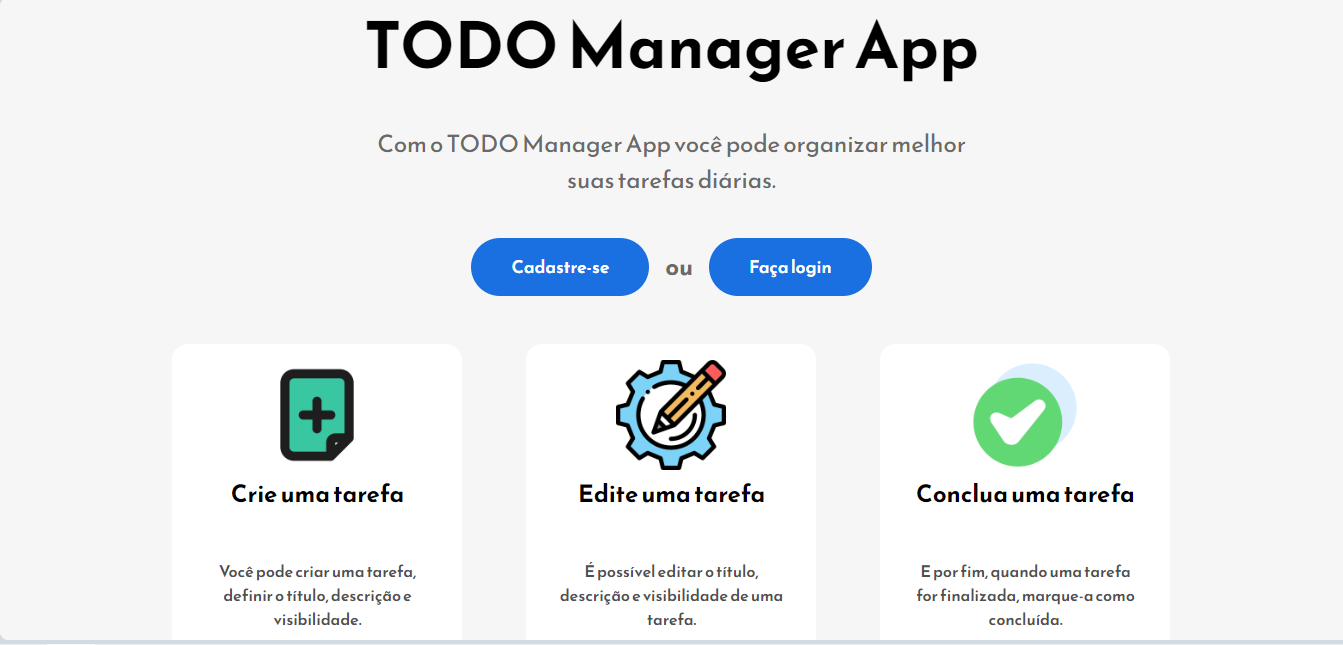 TODO Manager App
Com o TODO Manager App você pode organizar melhor
suas tarefas diárias.
Cadastre-se ou Faça login
Crie uma tarefa
Você pode criar uma tarefa,
definir o título, descrição e
visibilidade.
Edite uma tarefa
É possível editar o título,
descrição e visibilidade de uma
tarefa.
Conclua uma tarefa
E por fim, quando uma tarefa
for finalizada, marque-a como
concluída.